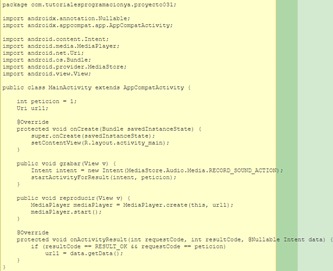 package com.tutorialesprogramacionya.proyecto031;
import androidx.annotation.Nullable;
import androidx.appcompat.app.AppCompatActivity;
import android.content.Intent;
import android.media.MediaPlayer;
import android.net.Uri;
import android.os.Bundle;
import android.provider.MediaStore;
import android.view.View;
public class MainActivity extends AppCompatActivity {
int peticion = 1;
Uri url1;
@Override
protected void onCreate(Bundle savedInstanceState) {
super.onCreate(savedInstanceState);
setContentView(R.layout.activity_main);
}
public void grabar(View v) {
Intent intent = new Intent(MediaStore.Audio.Media.RECORD_SOUND_ACTION);
startActivityForResult(intent, peticion);
}
public void reproducir(View v) {
MediaPlayer mediaPlayer = MediaPlayer.create(this, url1);
mediaPlayer.start();
}
@Override
protected void onActivityResult(int requestCode, int resultCode, @Nullable Intent data) {
if (resultCode == RESULT_OK && requestCode == peticion)
url1 = data.getData();
}
}